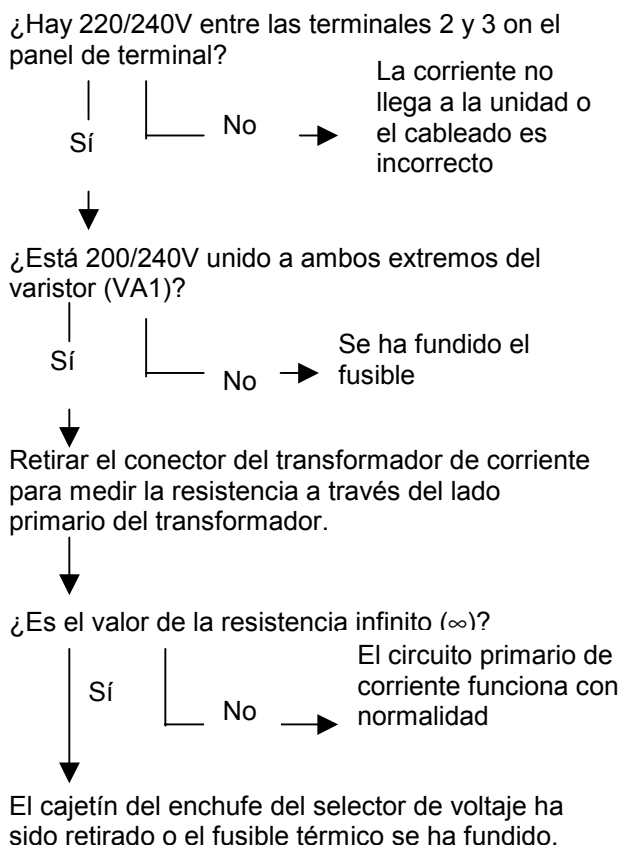 ¿Hay 220/240V entre las terminales 2 y 3 on el
panel de terminal?
La corriente no
llega a la unidad o
el cableado es
incorrecto
No
Sí
¿Está 200/240V unido a ambos extremos del
varistor (VA1)?
Se ha fundido el
fusible
Sí
No
Retirar el conector del transformador de corriente
para medir la resistencia a través del lado
primario del transformador.
¿Es el valor de la resistencia infinito (∞)?
El circuito primario de
corriente funciona con
normalidad
Sí
No
El cajetín del enchufe del selector de voltaje ha
sido retirado o el fusible térmico se ha fundido.